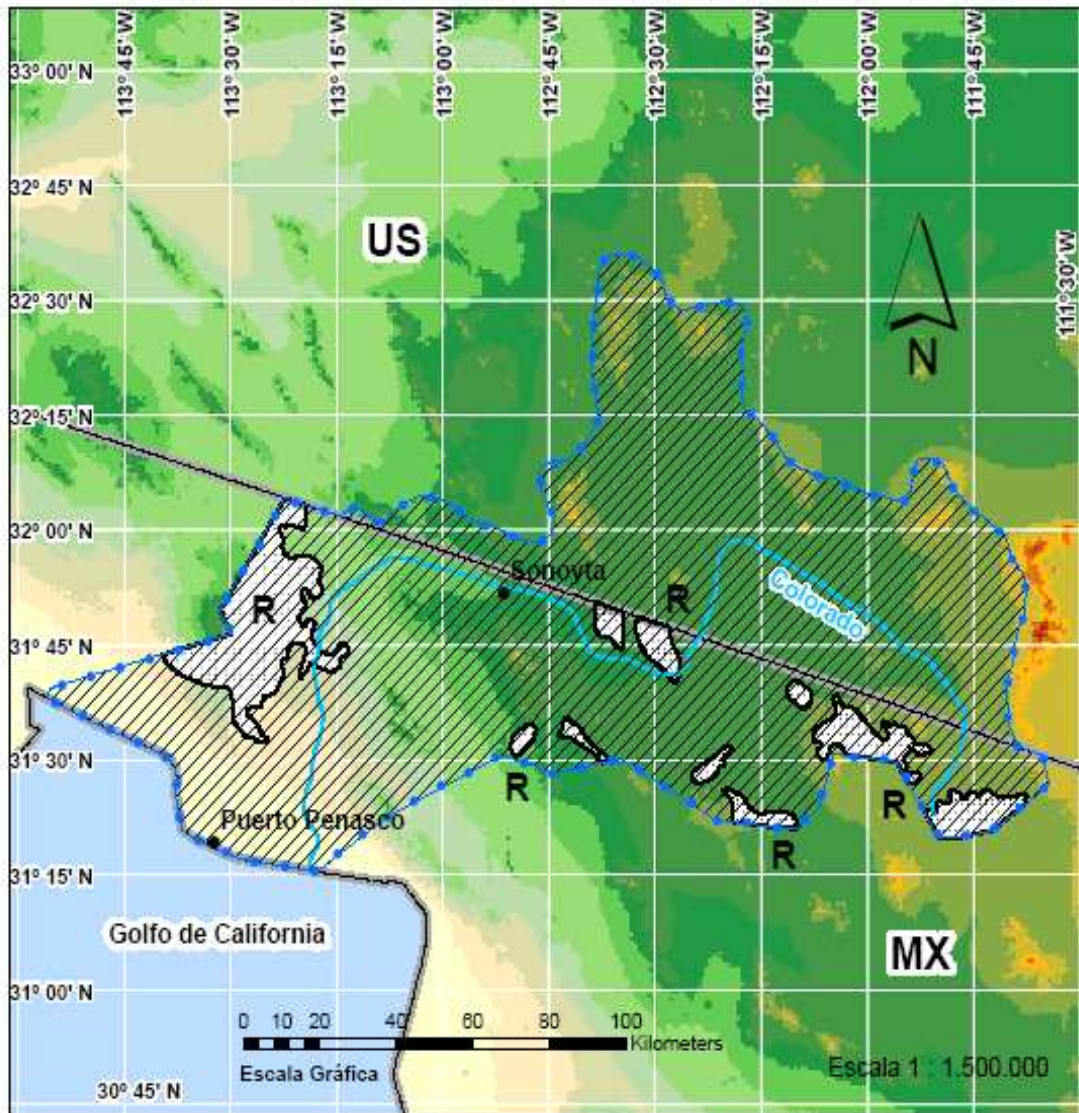 113° 45' W
113° 30' W
113° 15' W
113° 00' W
112° 45' W
112° 30' W
112° 15' W
112° 00' W
111° 45' W
33° 00' N
32° 45' N
US
111° 30' W
32° 30' N
N
32° 45' N
32° 00' N
Sonoyta
R
Colorado
R
31° 45' N
31° 30' N
R
R
Puerto Penasco
R
31° 15' N
Golfo de California
MX
31° 00' N
0 10 20 40 60 80 100
Kilometers
Escala Gráfica
Escala 1 : 1.500.000
30° 45' N